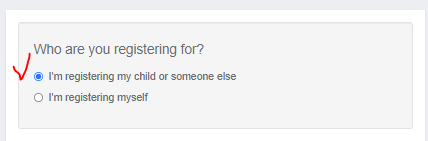 Who are you registering for?
I'm registering my child or someone else
I'm registering myself